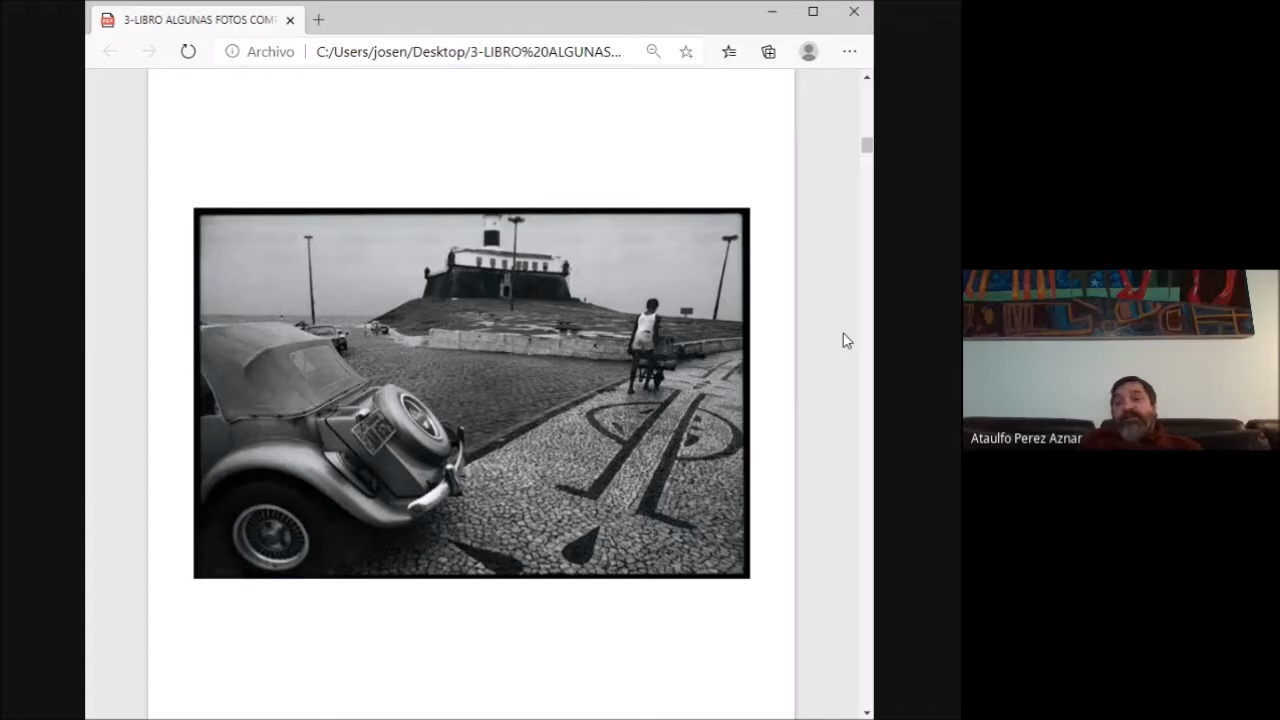 3-LIBRO ALGUNAS FOTOS COM
Archivo
C:/Users/josen/Desktop/3-LIBRO%20ALGUNAS...
Ataulfo Perez Aznar